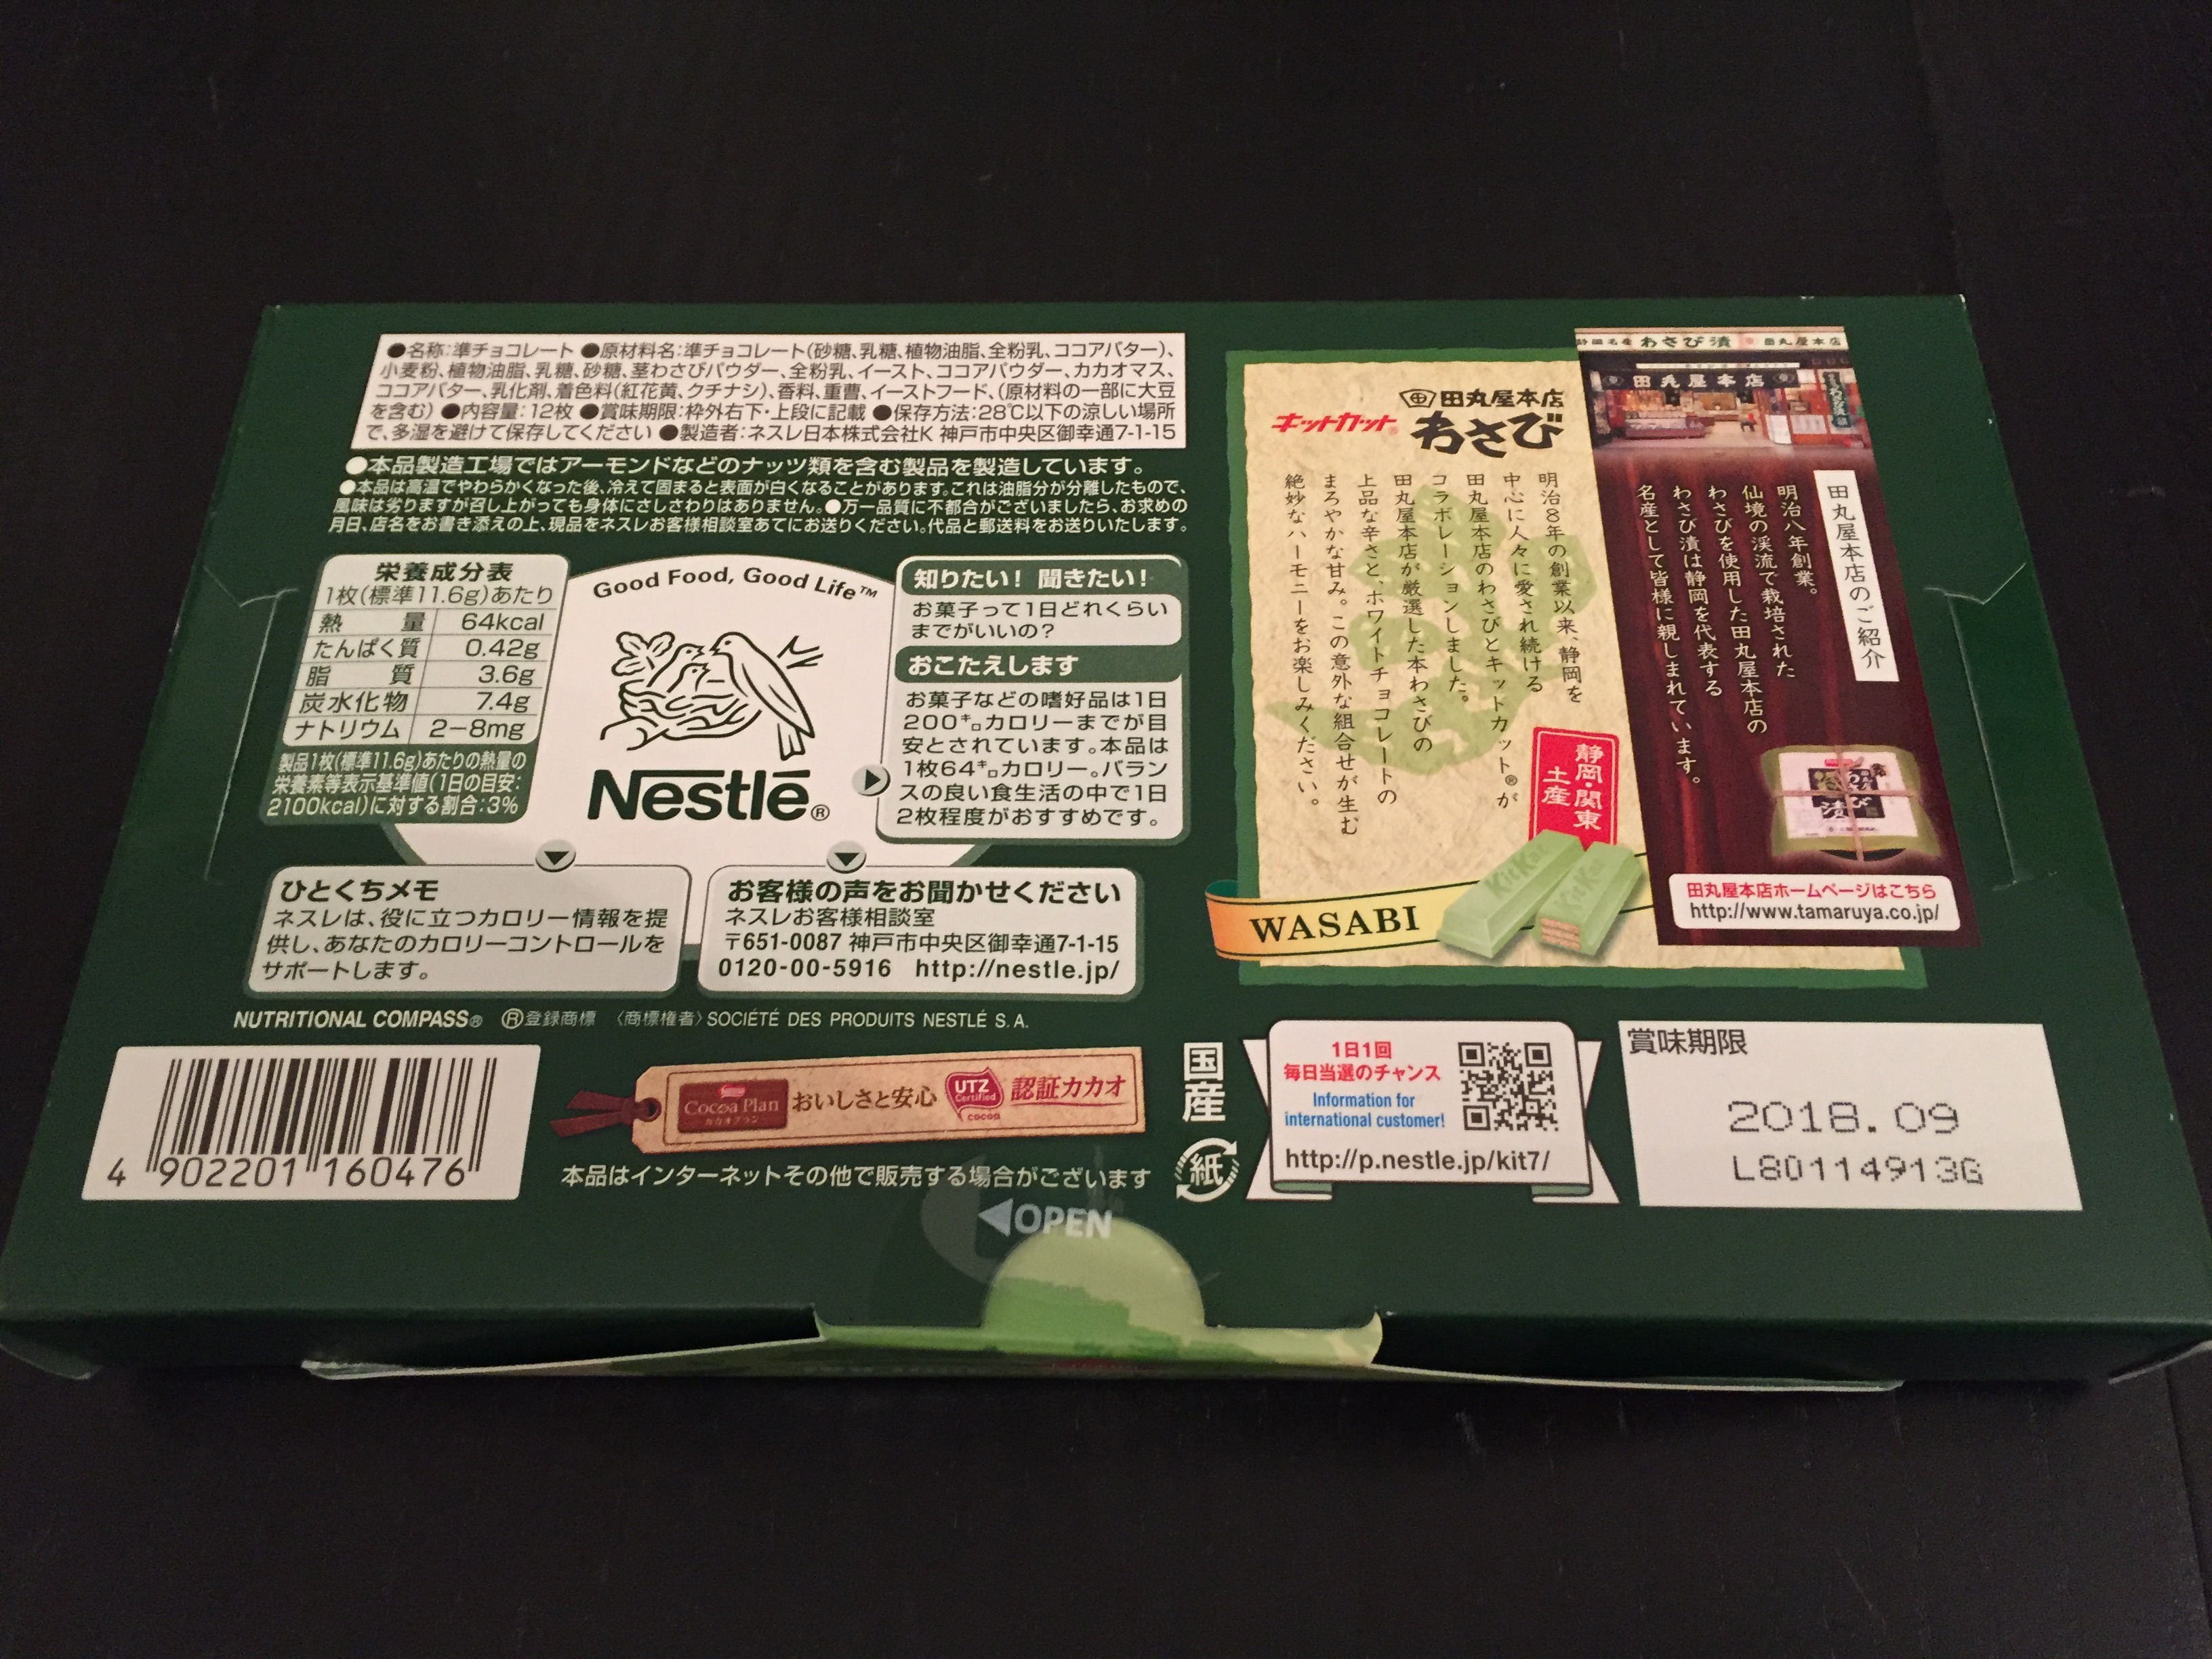 ●名称:準チョコレート ●原材料名:準チョコレート(砂糖、乳糖、植物油脂、全粉乳、ココアバター)、
小麦粉、植物油脂、乳糖、砂糖、茎わさびパウダー、全粉乳、イースト、ココアパウダー、カカオマス、
ココアバター、乳化剤、着色料(紅花黄、クチナシ)、香料、重曹、イーストフード、(原材料の一部に大豆
を含む) ●内容量:12枚 ●賞味期限:枠外右下・上段に記載 ●保存方法:28℃以下の涼しい場所
で、多湿を避けて保存してください ●製造者:ネスレ日本株式会社K 神戸市中央区御幸通7-1-15
●本品製造工場ではアーモンドなどのナッツ類を含む製品を製造しています。
●本品は高温でやわらかくなった後、冷えて固まると表面が白くなることがあります。これは油脂分が分離したもので、
風味は劣りますが召し上がっても身体にさしさわりはありません。●万一品質に不都合がございましたら、お求めの
月日、店名をお書き添えの上、現品をネスレお客様相談室あてにお送りください。代品と郵送料をお送りいたします。
栄養成分表
1枚(標準11.6g)あたり
熱量 64kcal
たんぱく質 0.42g
脂質 3.6g
炭水化物 7.4g
ナトリウム 2−8mg
製品1枚(標準11.6g)あたりの熱量の
栄養素等表示基準値(1日の目安:
2100kcal)に対する割合:3%
Good Food, Good Life™
Nestlé®
知りたい! 聞きたい!
お菓子って1日どれくらい
までがいいの?
おこたえします
お菓子などの嗜好品は1日
200キロカロリーまでが目
安とされています。本品は
1枚64キロカロリー。バラン
スの良い食生活の中で1日
2枚程度がおすすめです。
ひとくちメモ
ネスレは、役に立つカロリー情報を提
供し、あなたのカロリーコントロールを
サポートします。
お客様の声をお聞かせください
ネスレお客様相談室
〒651-0087 神戸市中央区御幸通7-1-15
0120-00-5916 http://nestle.jp/
NUTRITIONAL COMPASS® ®登録商標 〈商標権者〉SOCIÉTÉ DES PRODUITS NESTLÉ S.A.
4 902201 160476
Nestlé
Cocoa Plan
カカオプラン
おいしさと安心
UTZ
Certified
cocoa
認証カカオ
本品はインターネットその他で販売する場合がございます
◀OPEN
国産
紙
田丸屋本店
キットカット® わさび
明治8年の創業以来、静岡を
中心に人々に愛され続ける
田丸屋本店のわさびとキットカット®が
コラボレーションしました。
田丸屋本店が厳選した本わさびの
上品な辛さと、ホワイトチョコレートの
まろやかな甘み。この意外な組合せが生む
絶妙なハーモニーをお楽しみください。
静岡・関東
土産
WASABI
KitKat
KitKat
静岡名産 わさび漬 田丸屋本店
田丸屋本店
田丸屋本店のご紹介
明治八年創業。
仙境の渓流で栽培された
わさびを使用した田丸屋本店の
わさび漬は静岡を代表する
名産として皆様に親しまれています。
田丸屋本店ホームページはこちら
http://www.tamaruya.co.jp/
1日1回
毎日当選のチャンス
Information for
international customer!
http://p.nestle.jp/kit7/
賞味期限
2018.09
L80114913G